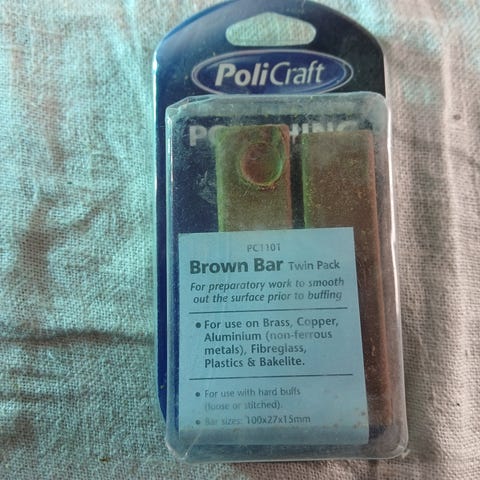 PoliCraft
PC1101
Brown Bar Twin Pack
For preparatory work to smooth
out the surface prior to buffing
• For use on Brass, Copper,
Aluminium (non-ferrous
metals), Fibreglass,
Plastics & Bakelite.
• For use with hard buffs
(loose or stitched).
• Bar sizes: 100x27x15mm